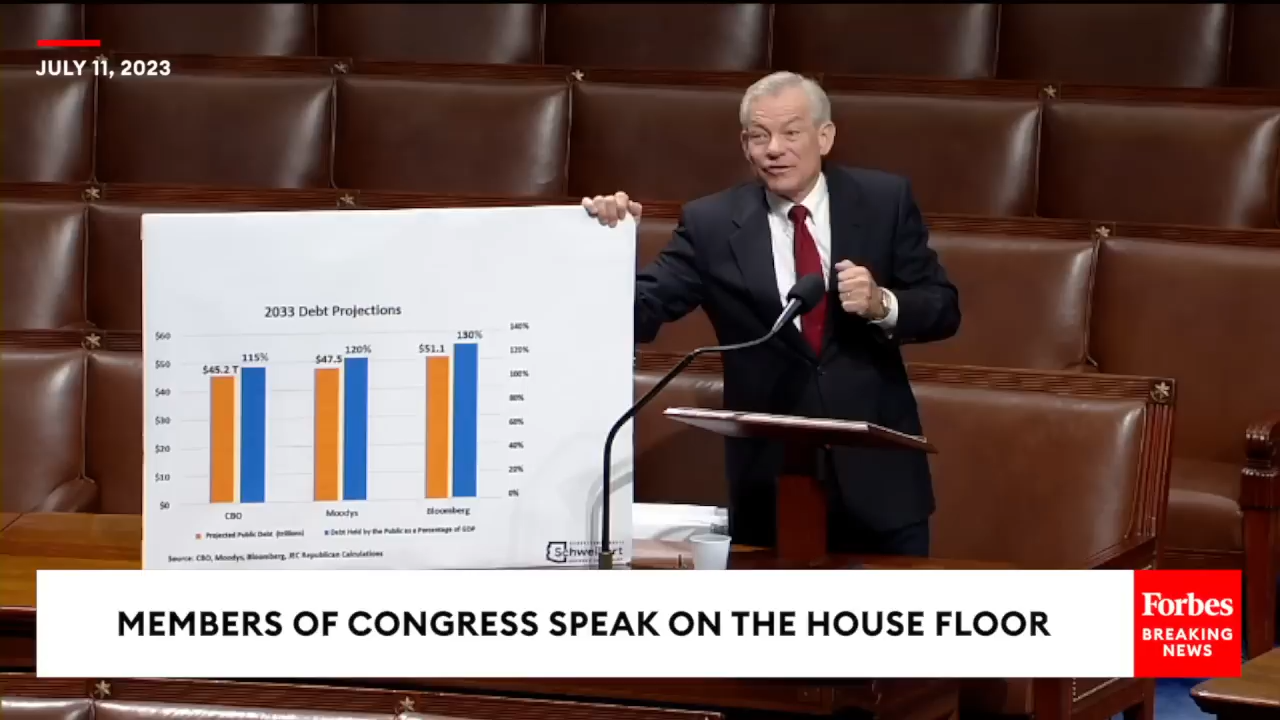 JULY 11, 2023
2033 Debt Projections
$60
$50
$40
$30
$20
$10
$0
$45.2 T
115%
$47.5
120%
$51.1
130%
140%
120%
100%
80%
60%
40%
20%
0%
CBO
Moodys
Bloomberg
Projected Public Debt (trillions)
Debt Held by the Public as a Percentage of GDP
Source: CBO, Moodys, Bloomberg, JEC Republican Calculations
MEMBERS OF CONGRESS SPEAK ON THE HOUSE FLOOR
Forbes
BREAKING
NEWS